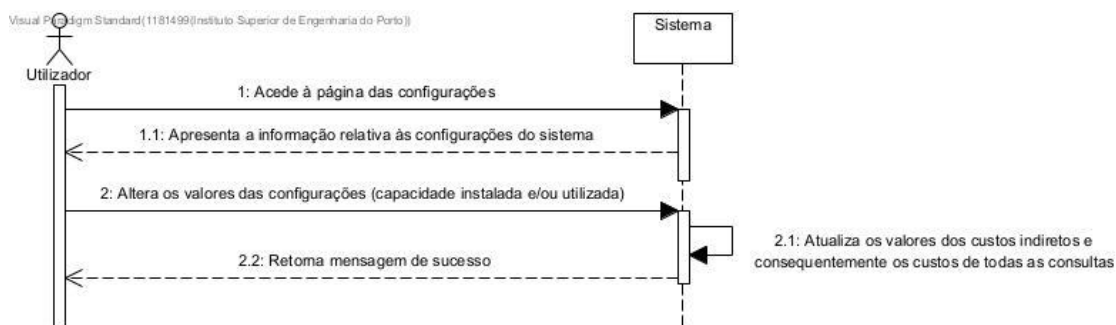 Visual Paradigm Standard(1181499(Instituto Superior de Engenharia do Porto))
Sistema
Utilizador
1: Acede à página das configurações
1.1: Apresenta a informação relativa às configurações do sistema
2: Altera os valores das configurações (capacidade instalada e/ou utilizada)
2.1: Atualiza os valores dos custos indiretos e
consequentemente os custos de todas as consultas
2.2: Retorna mensagem de sucesso